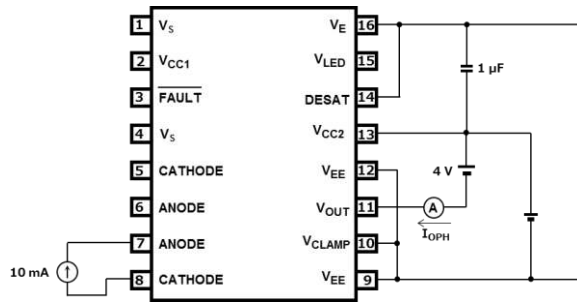 1 VS VE 16
2 VCC1 VLED 15
3 FAULT DESAT 14
4 VS VCC2 13
5 CATHODE VEE 12
6 ANODE VOUT 11
7 ANODE VCLAMP 10
8 CATHODE VEE 9
10 mA
1 µF
4 V
A
IOPH